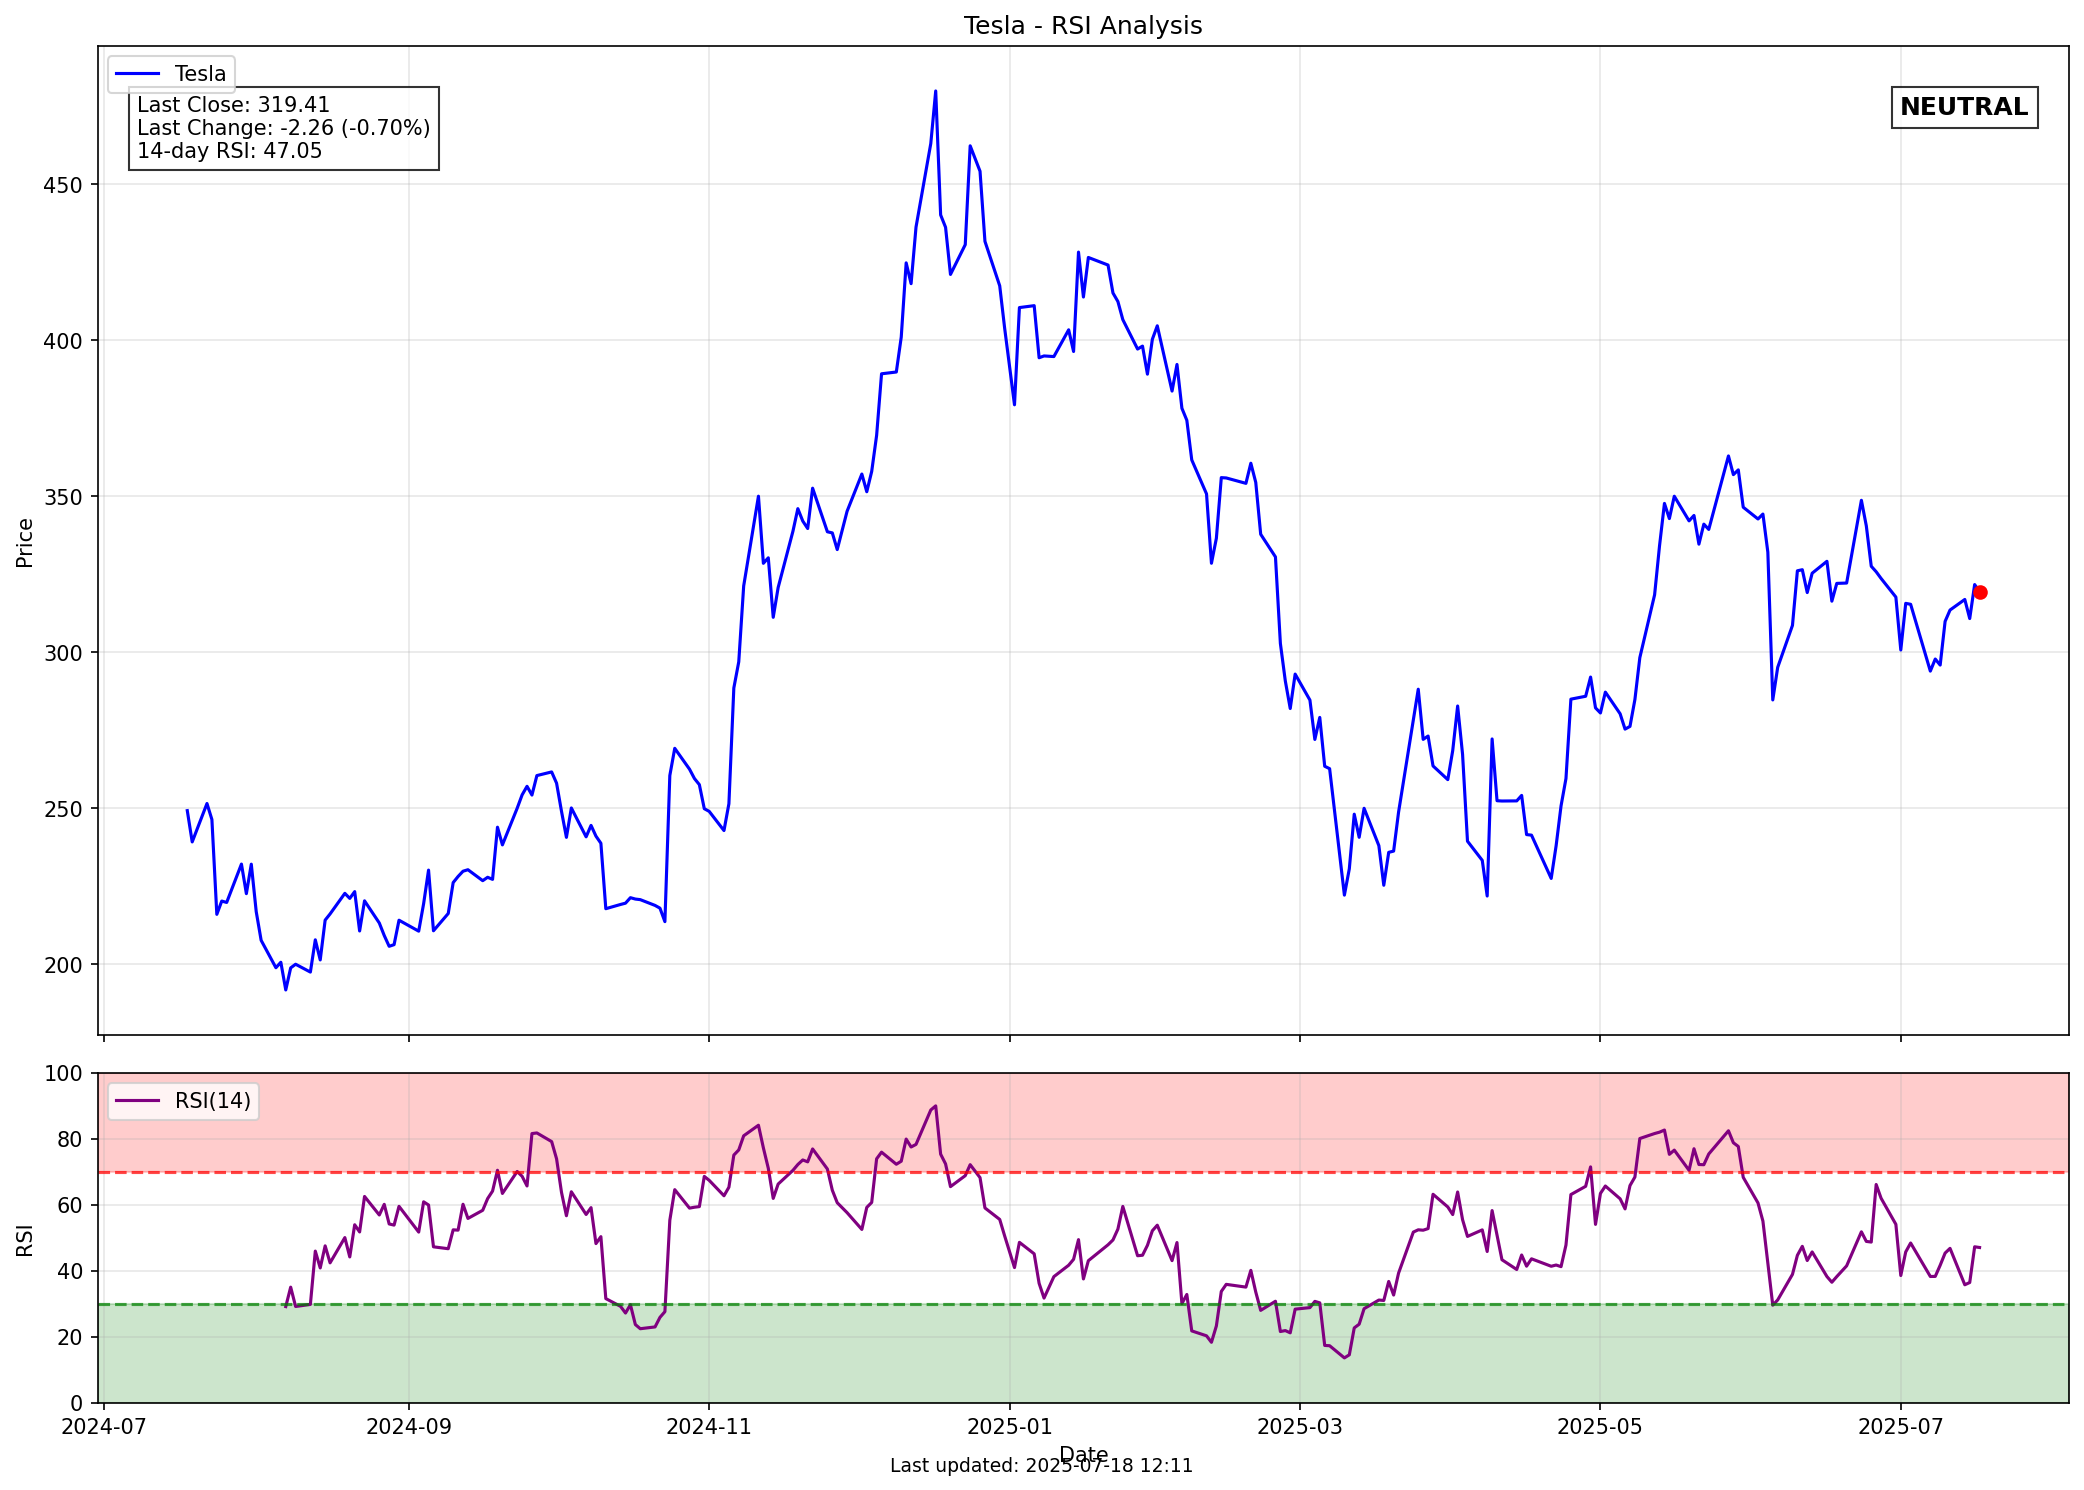 Tesla - RSI Analysis
Tesla
Last Close: 319.41
Last Change: -2.26 (-0.70%)
14-day RSI: 47.05
NEUTRAL
Price
450
400
350
300
250
200
RSI(14)
RSI
100
80
60
40
20
0
2024-07
2024-09
2024-11
2025-01
2025-03
2025-05
2025-07
Date
Last updated: 2025-07-18 12:11